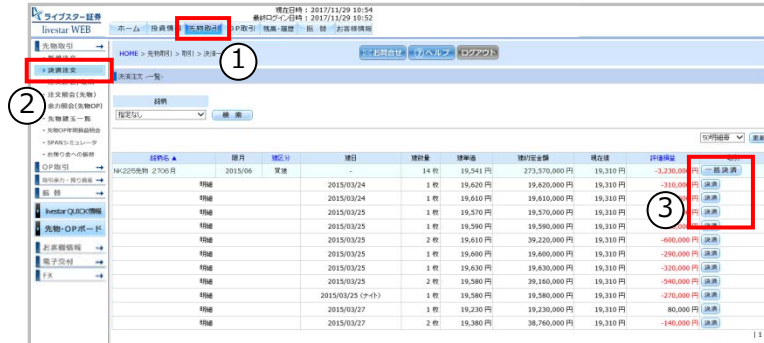 現在日時：2017/11/29 10:54
最終ログイン日時：2017/11/29 10:52
ライブスター証券
livestar WEB
ホーム 投資情 先物取引 OP取引 残高・履歴 振 替 お客様情報
HOME > 先物取引 > 取引 > 決済
お問合せ ヘルプ ログアウト
①
先物取引
決済注文
決済注文 -一覧-
②
注文照会(先物)
余力照会(先物OP)
先物建玉一覧
先物OP年間損益照会
SPANシミュレータ
お預り金への振替
OP取引
取引余力・預り資産
振 替
livestar QUICK情報
先物・OPボード
お客様情報
電子交付
FX
銘柄
指定なし 検 索
50明細毎
銘柄名 ▲ 限月 建区分 建日 建数量 建単価 建約定金額 現在値 評価損益
NK225先物 2706月 2015/06 買建 - 14 枚 19,541 円 273,570,000 円 19,310 円 -3,230,000 円 一括決済
明細 2015/03/24 1 枚 19,620 円 19,620,000 円 19,310 円 -310,000 円 決済
明細 2015/03/24 1 枚 19,610 円 19,610,000 円 19,310 円 決済
明細 2015/03/25 1 枚 19,570 円 19,570,000 円 19,310 円 決済
明細 2015/03/25 1 枚 19,590 円 19,590,000 円 19,310 円 決済
明細 2015/03/25 2 枚 19,610 円 39,220,000 円 19,310 円 -600,000 円 決済
明細 2015/03/25 1 枚 19,600 円 19,600,000 円 19,310 円 -290,000 円 決済
明細 2015/03/25 1 枚 19,630 円 19,630,000 円 19,310 円 -320,000 円 決済
明細 2015/03/25 2 枚 19,580 円 39,160,000 円 19,310 円 -540,000 円 決済
明細 2015/03/25 (ナイト) 1 枚 19,580 円 19,580,000 円 19,310 円 -270,000 円 決済
明細 2015/03/27 1 枚 19,230 円 19,230,000 円 19,310 円 80,000 円 決済
明細 2015/03/27 2 枚 19,380 円 38,760,000 円 19,310 円 -140,000 円 決済
③